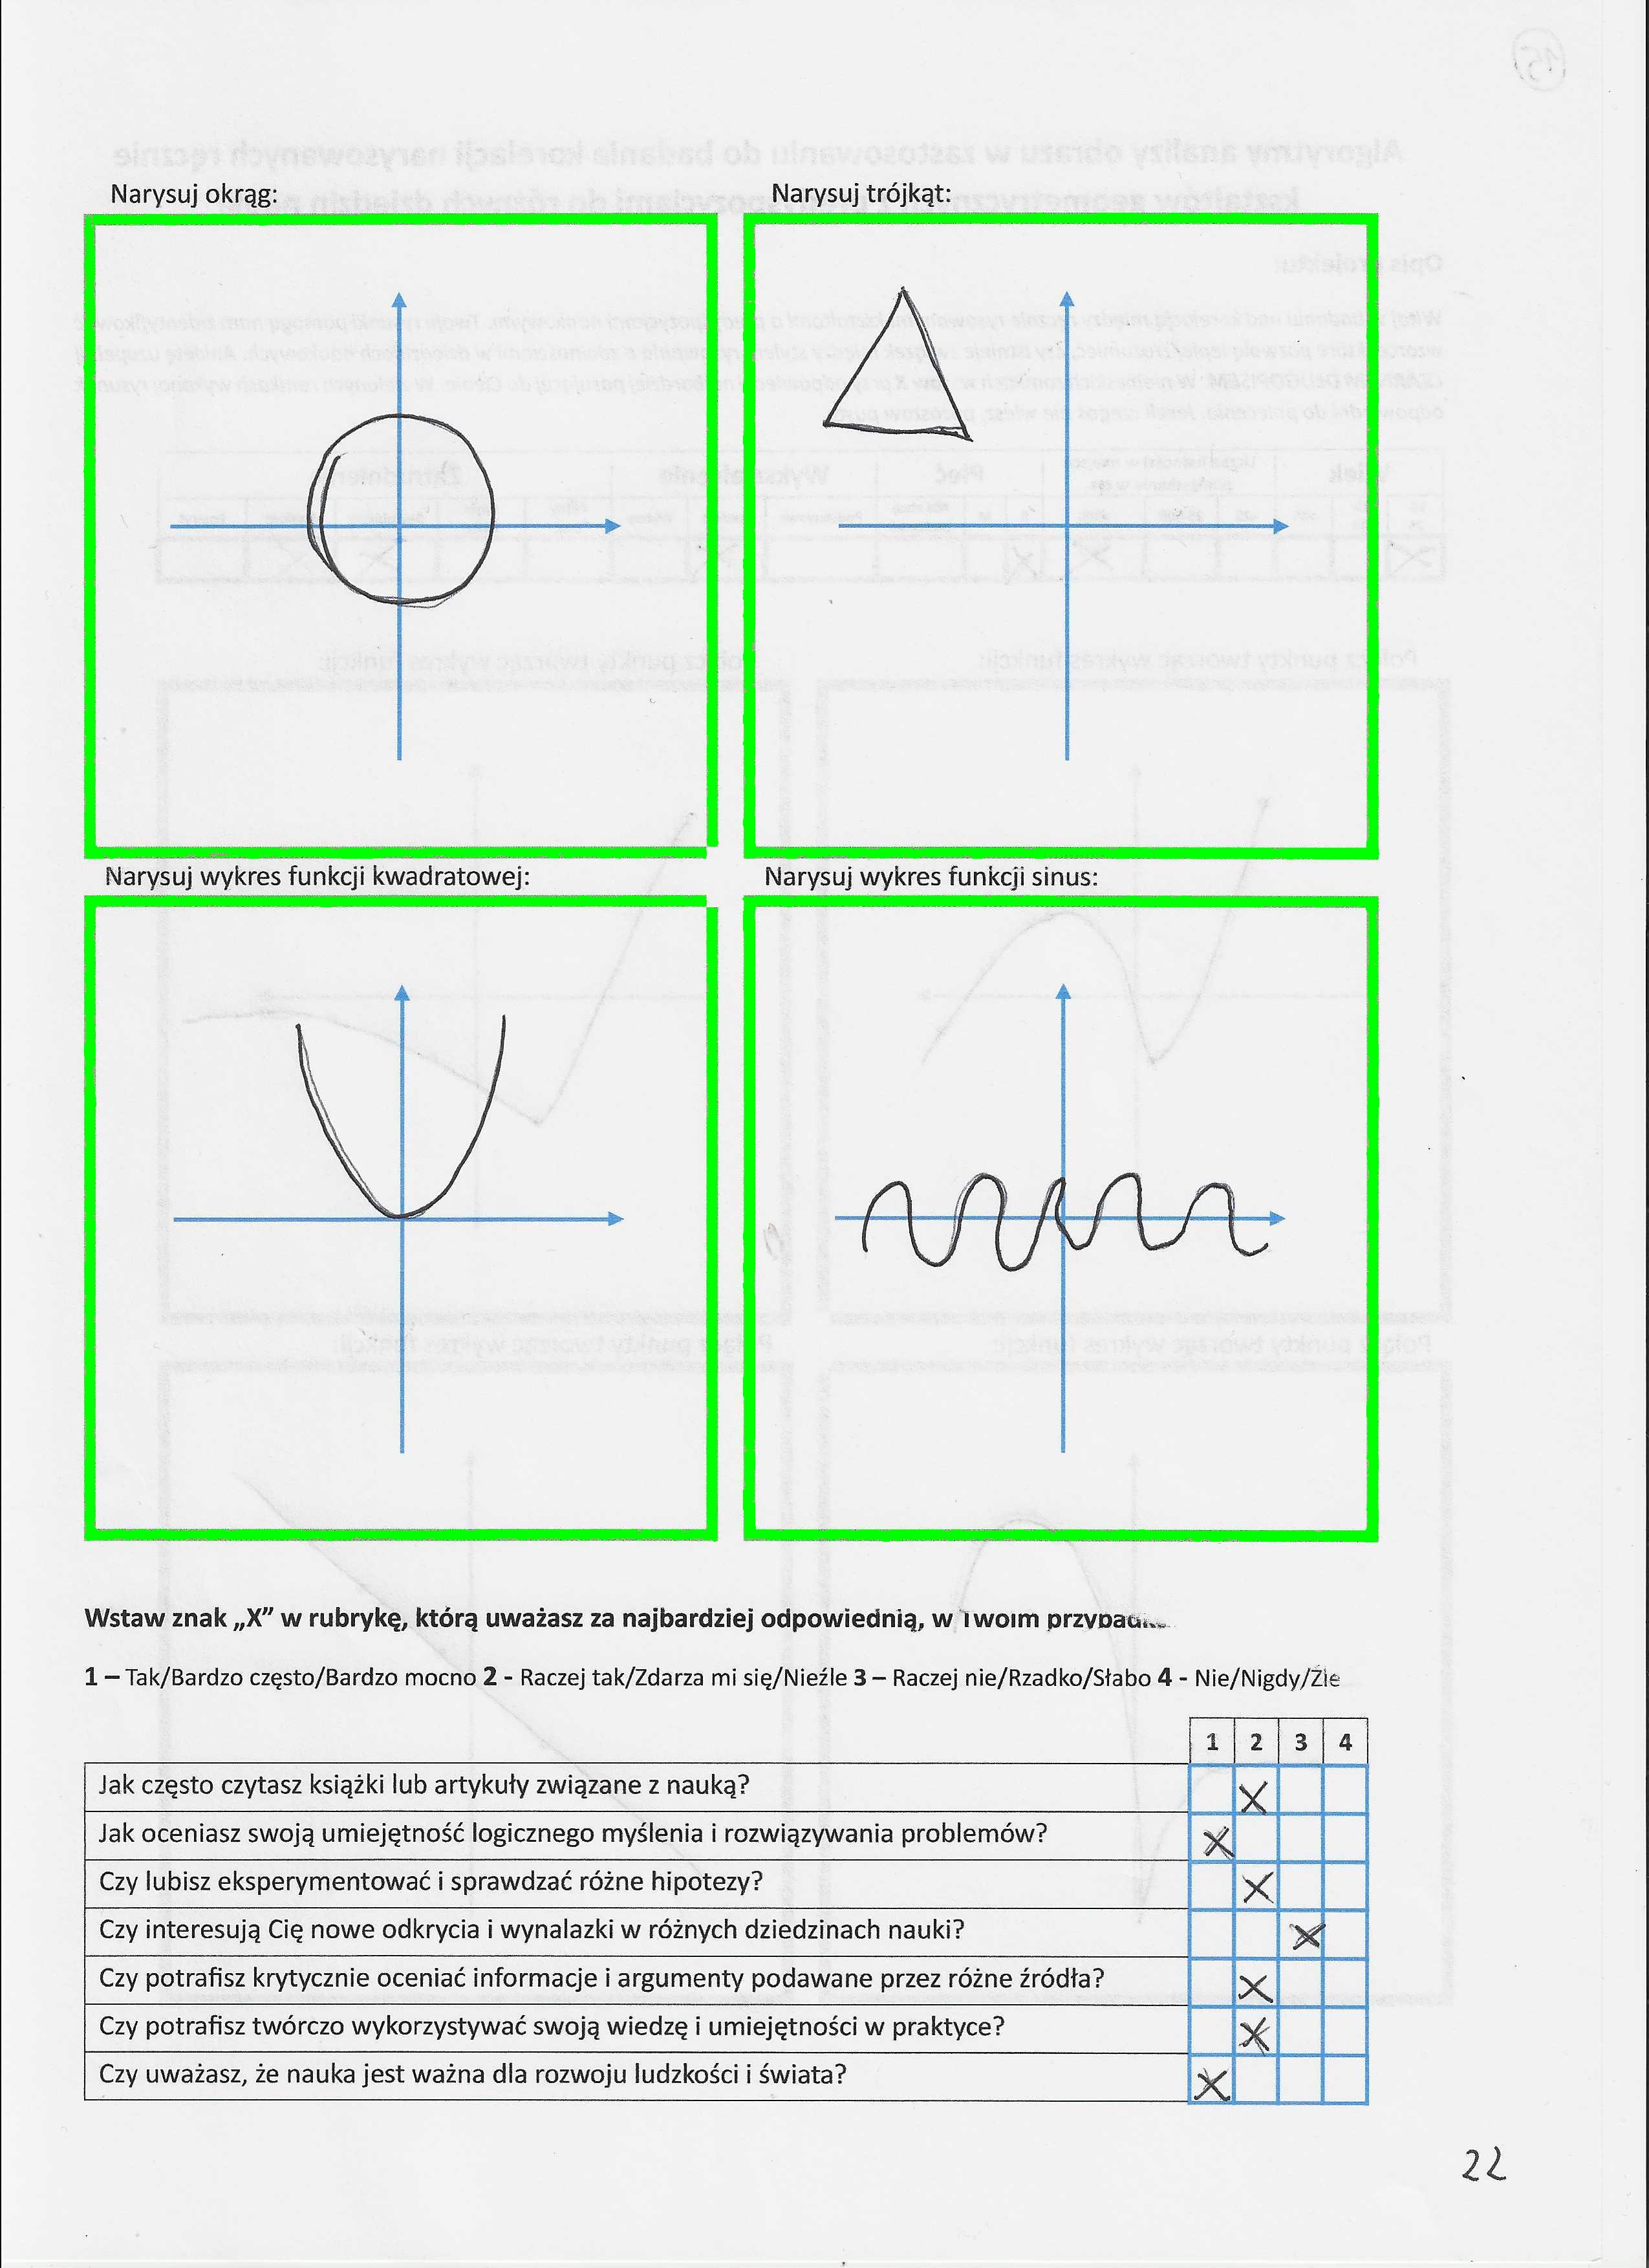 Narysuj okrąg:
Narysuj trójkąt:
Narysuj wykres funkcji kwadratowej:
Narysuj wykres funkcji sinus:
Wstaw znak „X” w rubrykę, którą uważasz za najbardziej odpowiednią, w Twoim
1 – Tak/Bardzo często/Bardzo mocno 2 - Raczej tak/Zdarza mi się/Nieźle 3 – Raczej nie/Rzadko/Słabo 4 - Nie/Nigdy/Źle
1 2 3 4
Jak często czytasz książki lub artykuły związane z nauką? X
Jak oceniasz swoją umiejętność logicznego myślenia i rozwiązywania problemów? X
Czy lubisz eksperymentować i sprawdzać różne hipotezy? X
Czy interesują Cię nowe odkrycia i wynalazki w różnych dziedzinach nauki? X
Czy potrafisz krytycznie oceniać informacje i argumenty podawane przez różne źródła? X
Czy potrafisz twórczo wykorzystywać swoją wiedzę i umiejętności w praktyce? X
Czy uważasz, że nauka jest ważna dla rozwoju ludzkości i świata? X
22